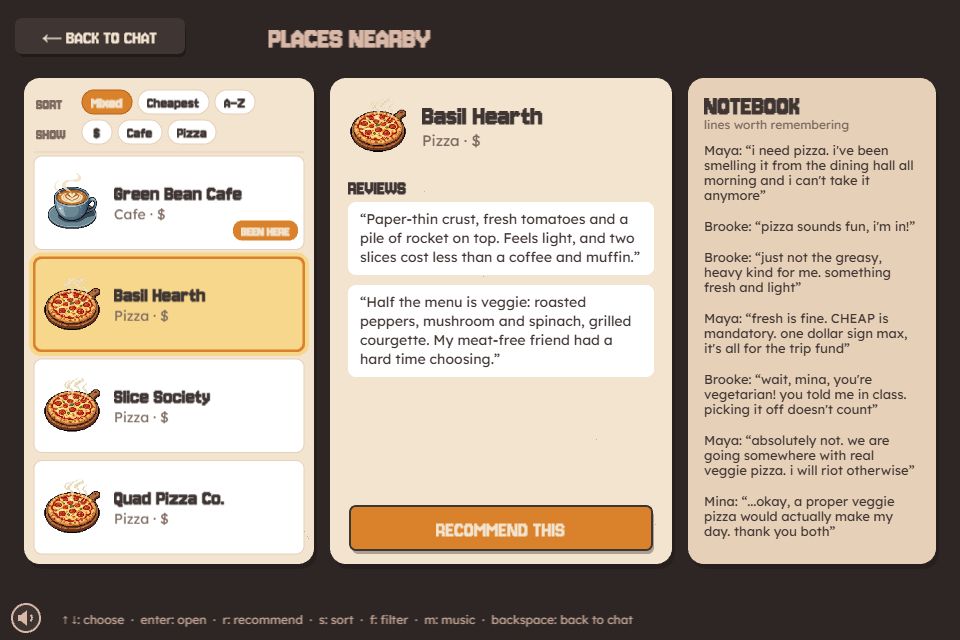 ← BACK TO CHAT
PLACES NEARBY
SORT Mixed Cheapest A-Z
SHOW $ Cafe Pizza
Green Bean Cafe
Cafe · $
BEEN HERE
Basil Hearth
Pizza · $
Slice Society
Pizza · $
Quad Pizza Co.
Pizza · $
Basil Hearth
Pizza · $
REVIEWS
“Paper-thin crust, fresh tomatoes and a
pile of rocket on top. Feels light, and two
slices cost less than a coffee and muffin.”
“Half the menu is veggie: roasted
peppers, mushroom and spinach, grilled
courgette. My meat-free friend had a
hard time choosing.”
RECOMMEND THIS
NOTEBOOK
lines worth remembering
Maya: “i need pizza. i've been
smelling it from the dining hall all
morning and i can't take it
anymore”
Brooke: “pizza sounds fun, i'm in!”
Brooke: “just not the greasy,
heavy kind for me. something
fresh and light”
Maya: “fresh is fine. CHEAP is
mandatory. one dollar sign max,
it's all for the trip fund”
Brooke: “wait, mina, you're
vegetarian! you told me in class.
picking it off doesn't count”
Maya: “absolutely not. we are
going somewhere with real
veggie pizza. i will riot otherwise”
Mina: “...okay, a proper veggie
pizza would actually make my
day. thank you both”
↑ ↓: choose · enter: open · r: recommend · s: sort · f: filter · m: music · backspace: back to chat